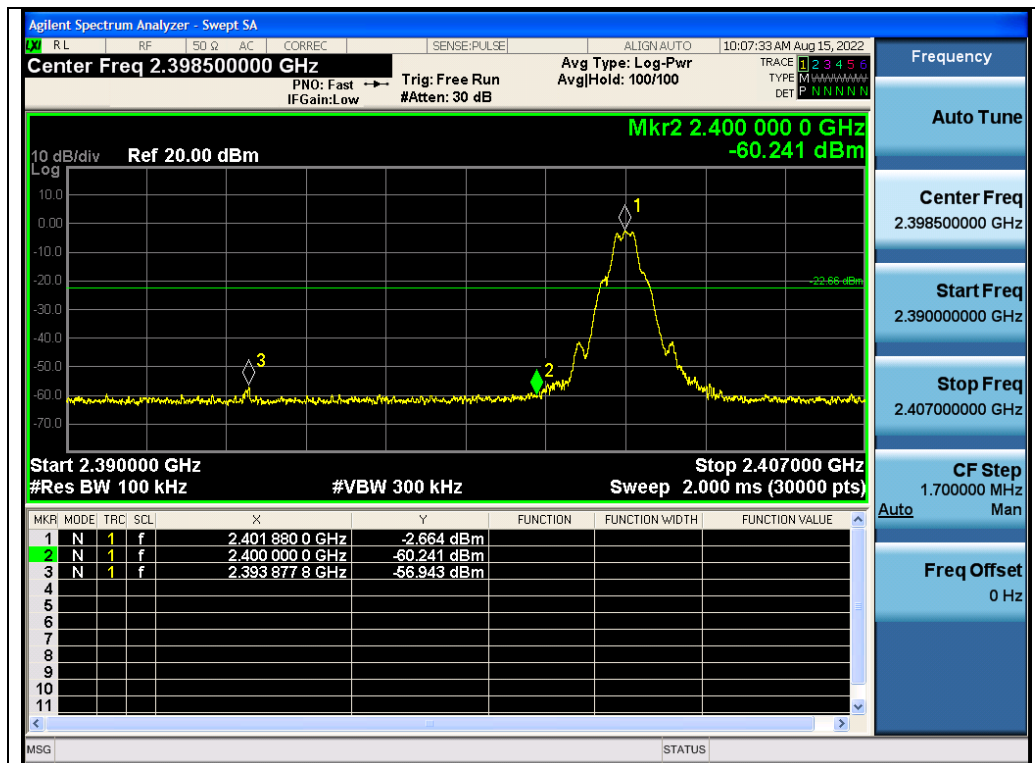 Agilent Spectrum Analyzer - Swept SA
LXI RL RF 50 Ω AC CORREC SENSE:PULSE ALIGN AUTO 10:07:33 AM Aug 15, 2022
Center Freq 2.398500000 GHz
PNO: Fast
IFGain:Low
Trig: Free Run
#Atten: 30 dB
Avg Type: Log-Pwr
Avg|Hold: 100/100
TRACE 1 2 3 4 5 6
TYPE M
DET P N N N N N
Mkr2 2.400 000 0 GHz
-60.241 dBm
10 dB/div Ref 20.00 dBm
Log
10.0
0.00
-10.0
-20.0
-30.0
-40.0
-50.0
-60.0
-70.0
1
-22.66 dBm
3
2
Start 2.390000 GHz Stop 2.407000 GHz
#Res BW 100 kHz #VBW 300 kHz Sweep 2.000 ms (30000 pts)
MKR MODE TRC SCL X Y FUNCTION FUNCTION WIDTH FUNCTION VALUE
1 N 1 f 2.401 880 0 GHz -2.664 dBm
2 N 1 f 2.400 000 0 GHz -60.241 dBm
3 N 1 f 2.393 877 8 GHz -56.943 dBm
4
5
6
7
8
9
10
11
MSG STATUS
Frequency
Auto Tune
Center Freq
2.398500000 GHz
Start Freq
2.390000000 GHz
Stop Freq
2.407000000 GHz
CF Step
1.700000 MHz
Auto Man
Freq Offset
0 Hz